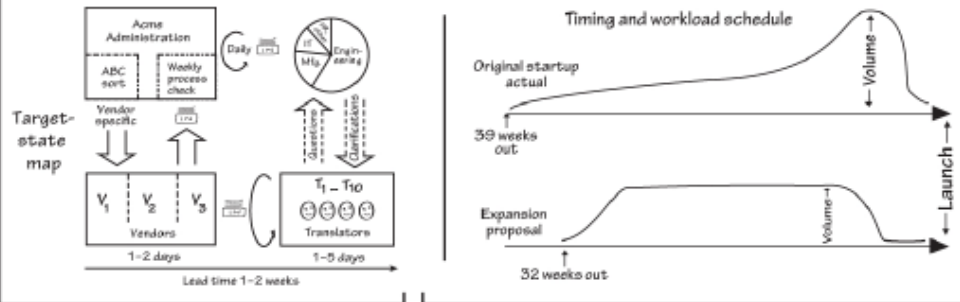 Acme
Administration
ABC
sort
Weekly
process
check
Daily
IT
Mfg.
Engin-
eering
Target-
state
map
Vendor
specific
Questions
Clarifications
V1
V2
V3
Vendors
T1 – T10
Translators
1–2 days
1–5 days
Lead time 1–2 weeks
Timing and workload schedule
Original startup
actual
Volume
39 weeks
out
Launch
Expansion
proposal
Volume
32 weeks out